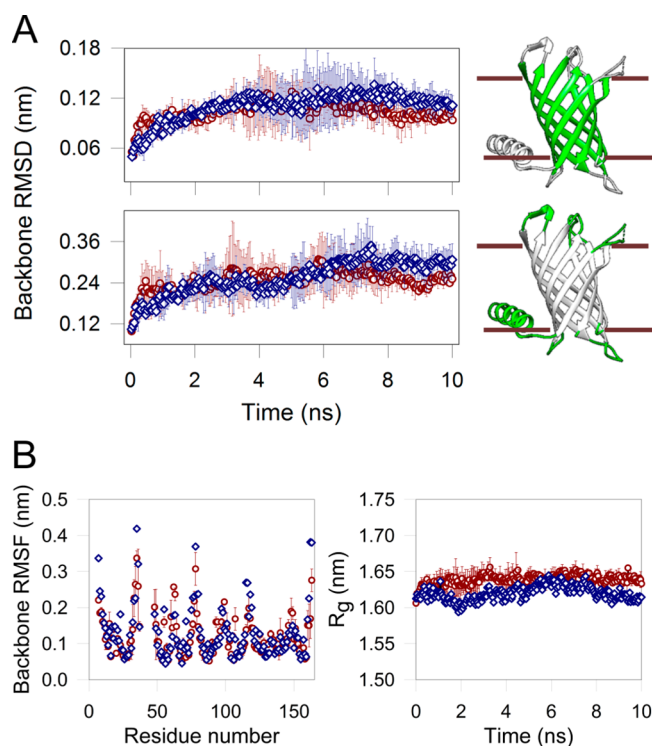 A
Backbone RMSD (nm)
0.18
0.12
0.06
0.36
0.24
0.12
0 2 4 6 8 10
Time (ns)
B
Backbone RMSF (nm)
0.5
0.4
0.3
0.2
0.1
0.0
0 50 100 150
Residue number
Rg (nm)
1.75
1.70
1.65
1.60
1.55
1.50
0 2 4 6 8 10
Time (ns)